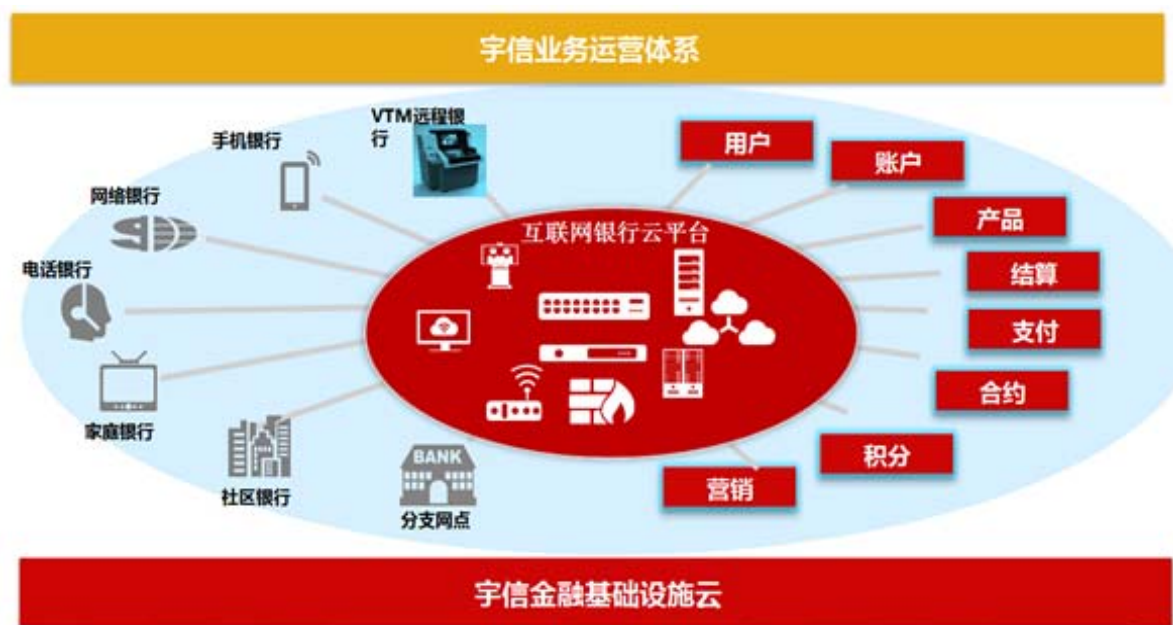 宇信业务运营体系
VTM远程银
行
手机银行
网络银行
电话银行
家庭银行
社区银行
BANK
分支网点
互联网银行云平台
用户
账户
产品
结算
支付
合约
积分
营销
宇信金融基础设施云